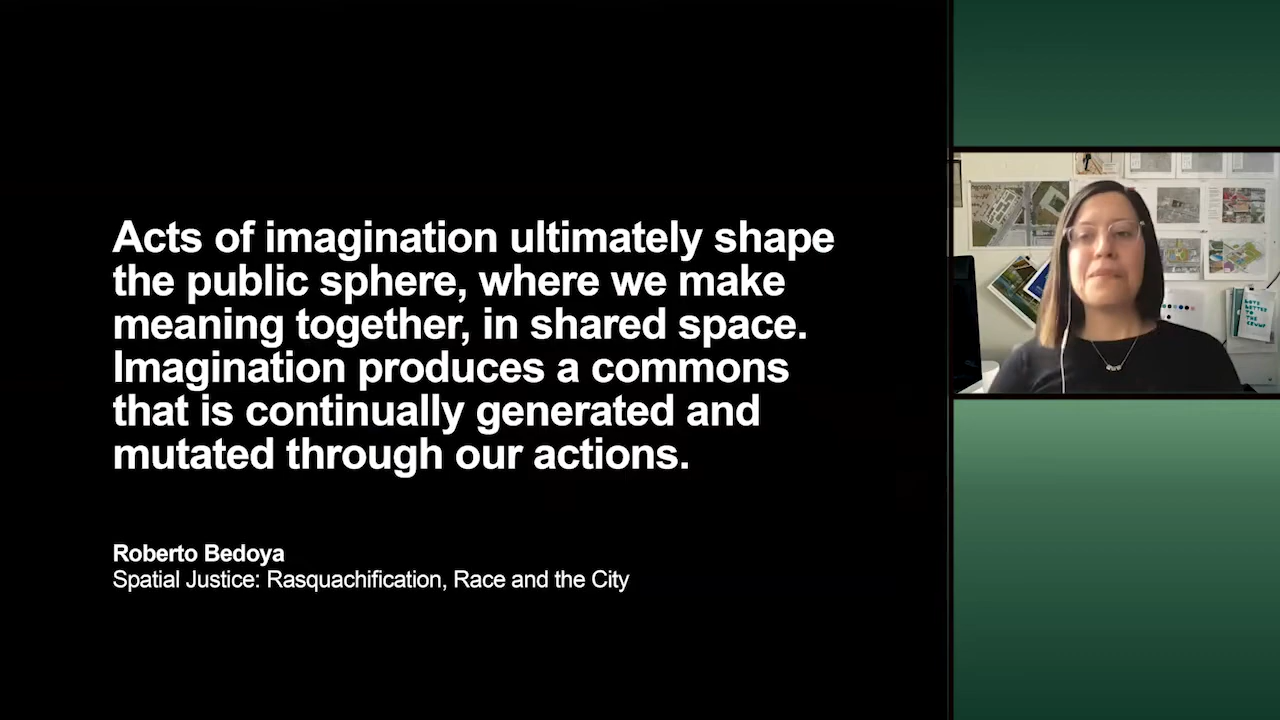 Acts of imagination ultimately shape
the public sphere, where we make
meaning together, in shared space.
Imagination produces a commons
that is continually generated and
mutated through our actions.
Roberto Bedoya
Spatial Justice: Rasquachification, Race and the City